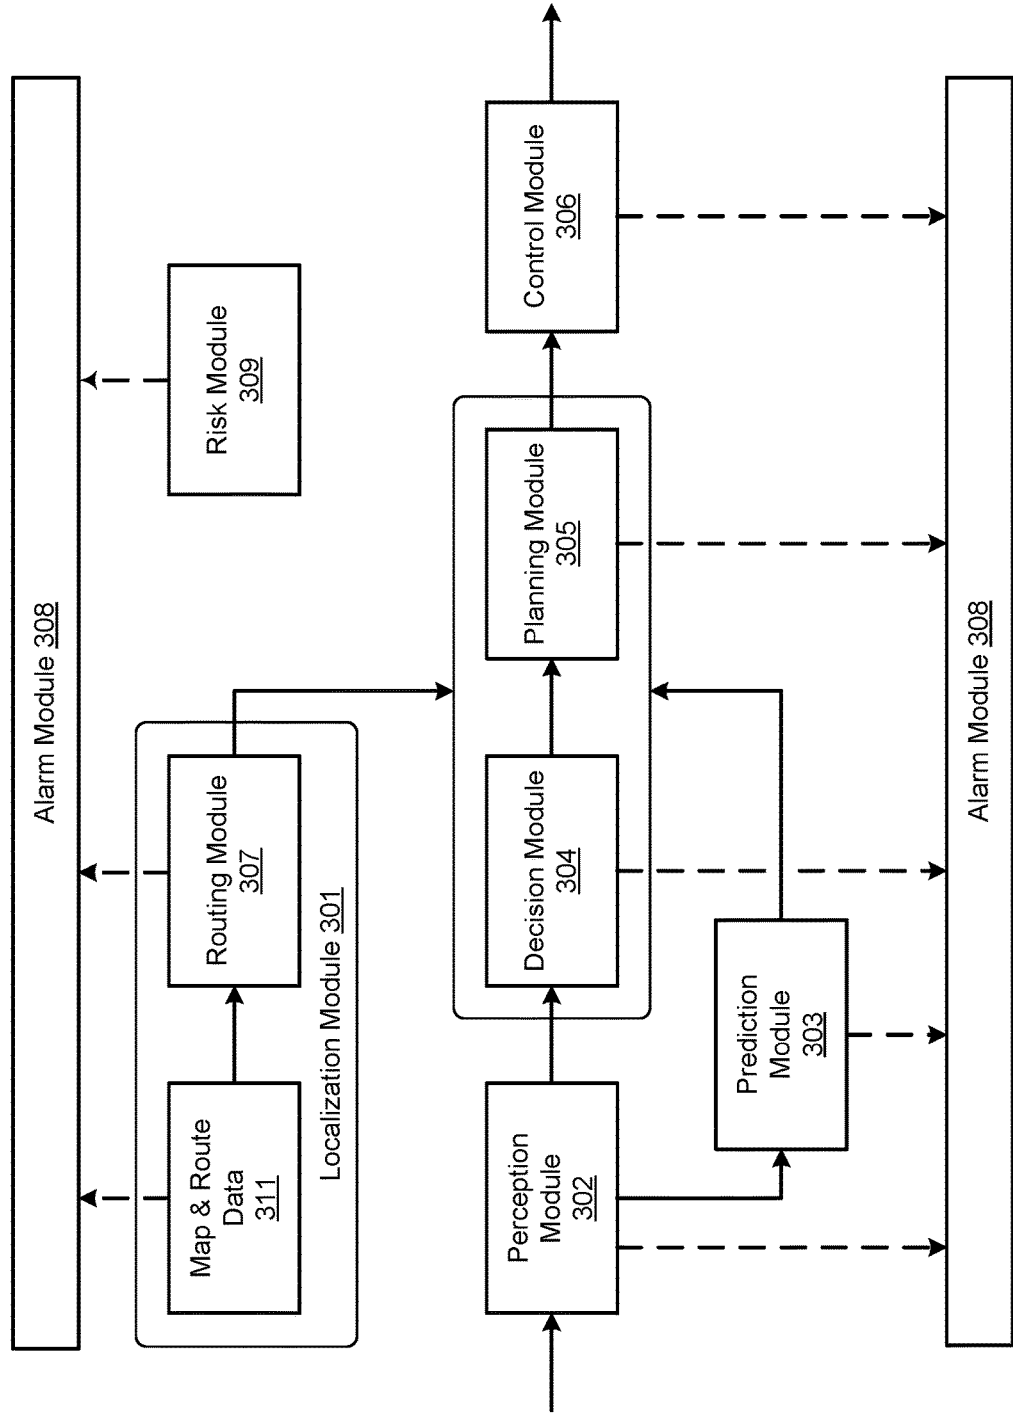 Alarm Module 308
Map & Route
Data
311
Routing Module
307
Localization Module 301
Risk Module
309
Perception
Module
302
Decision Module
304
Planning Module
305
Control Module
306
Prediction
Module
303
Alarm Module 308